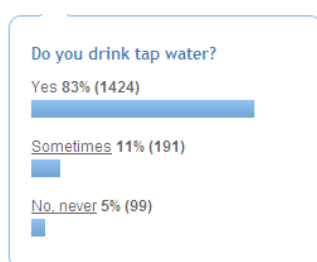 Do you drink tap water?
Yes 83% (1424)
Sometimes 11% (191)
No, never 5% (99)